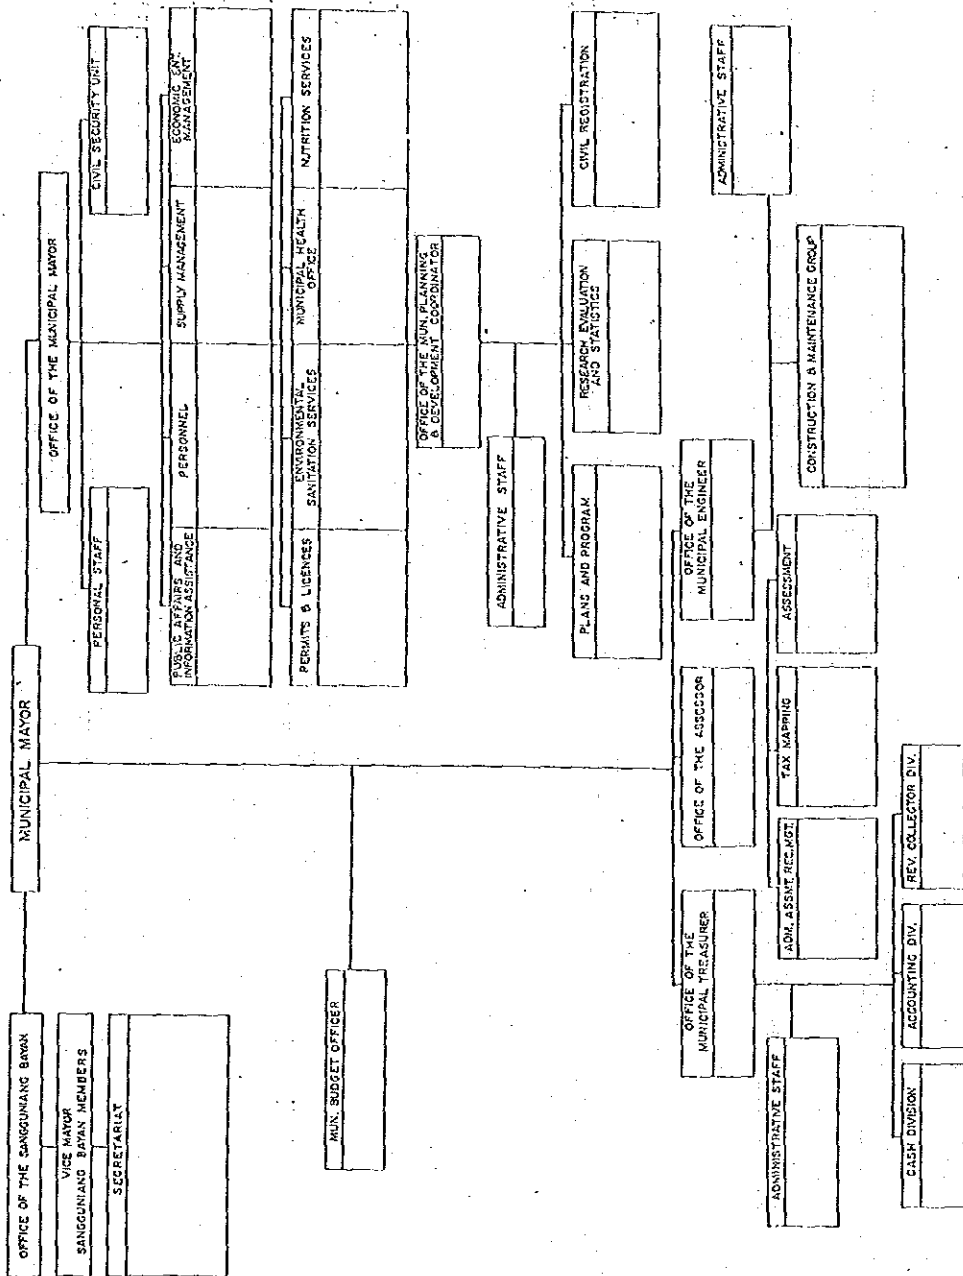 MUNICIPAL MAYOR
OFFICE OF THE SANGGUNIANG BAYAN
VICE MAYOR
SANGGUNIANG BAYAN MEMBERS
SECRETARIAT
OFFICE OF THE MUNICIPAL MAYOR
PERSONAL STAFF
CIVIL SECURITY UNIT
PUBLIC AFFAIRS AND
INFORMATION ASSISTANCE
PERSONNEL
SUPPLY MANAGEMENT
ECONOMIC ENT.
MANAGEMENT
PERMITS & LICENCES
ENVIRONMENTAL
SANITATION SERVICES
MUNICIPAL HEALTH
OFFICE
NUTRITION SERVICES
MUN. BUDGET OFFICER
OFFICE OF THE MUN. PLANNING
& DEVELOPMENT COORDINATOR
ADMINISTRATIVE STAFF
PLANS AND PROGRAM
RESEARCH EVALUATION
AND STATISTICS
CIVIL REGISTRATION
OFFICE OF THE
MUNICIPAL TREASURER
OFFICE OF THE ASSESSOR
OFFICE OF THE
MUNICIPAL ENGINEER
ADMINISTRATIVE STAFF
ADMINISTRATIVE STAFF
ADM. ASSMT. REC. MGT.
TAX MAPPING
ASSESSMENT
CONSTRUCTION & MAINTENANCE GROUP
CASH DIVISION
ACCOUNTING DIV.
REV. COLLECTOR DIV.